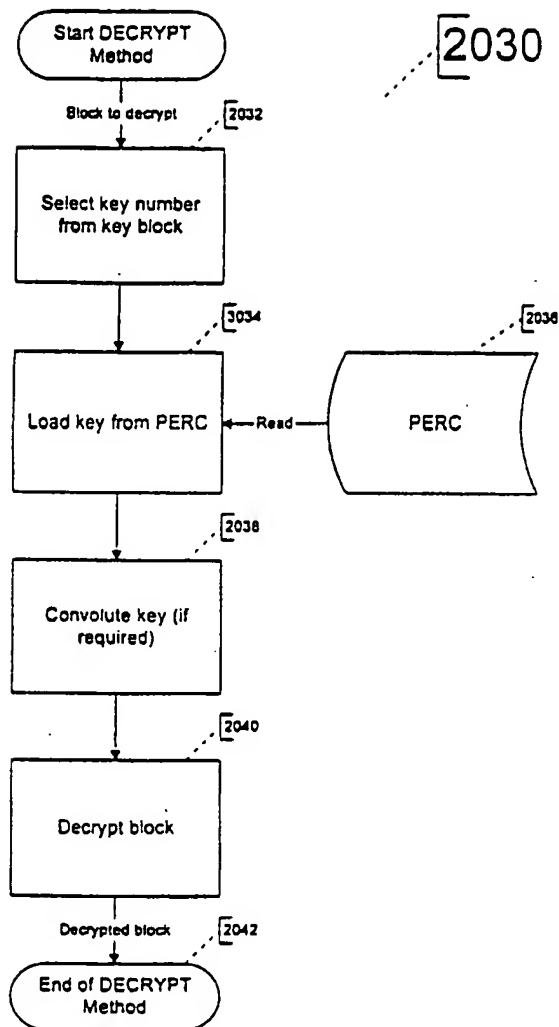 Start DECRYPT
Method
2030
Block to decrypt
2032
Select key number
from key block
3034
2036
Load key from PERC
Read
PERC
2038
Convolute key (if
required)
2040
Decrypt block
Decrypted block
2042
End of DECRYPT
Method